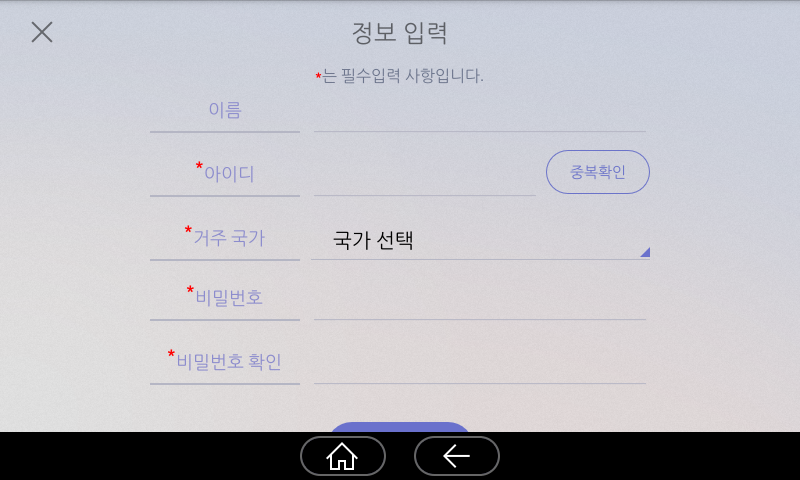 정보 입력
*는 필수입력 사항입니다.
이름
*아이디
중복확인
*거주 국가
국가 선택
*비밀번호
*비밀번호 확인